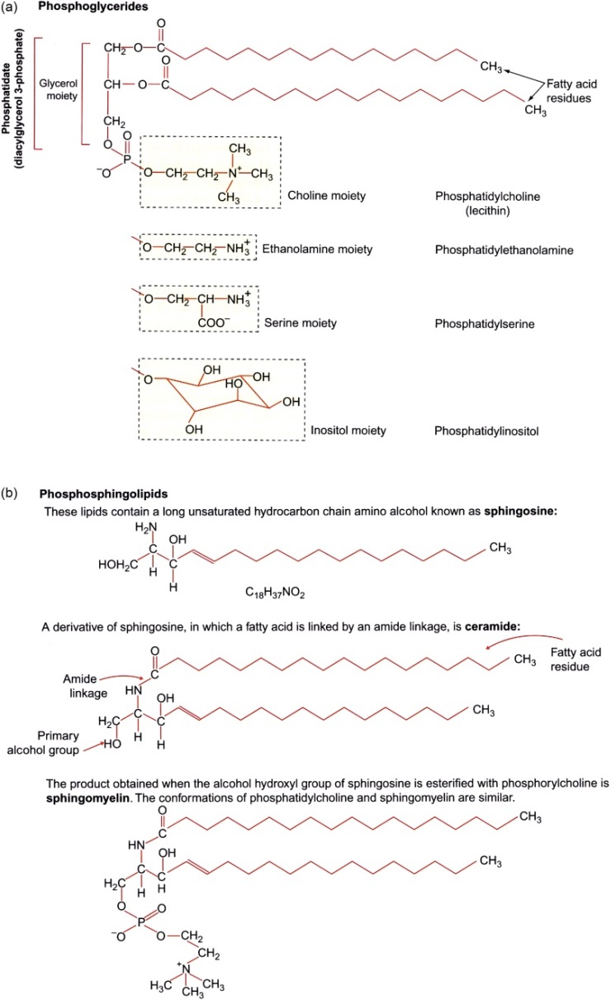 (a) Phosphoglycerides
Phosphatidate
(diacylglycerol 3-phosphate)
Glycerol
moiety
O
CH2—O—C
CH3
O
CH—O—C
CH3
Fatty acid
residues
CH2
O
O
P
⁻O
O—CH2—CH2—N⁺—CH3
CH3
CH3
Choline moiety
Phosphatidylcholine
(lecithin)
O—CH2—CH2—NH3⁺
Ethanolamine moiety
Phosphatidylethanolamine
O—CH2—CH—NH3⁺
COO⁻
Serine moiety
Phosphatidylserine
O
OH
HO
OH
OH
OH
Inositol moiety
Phosphatidylinositol
(b) Phosphosphingolipids
These lipids contain a long unsaturated hydrocarbon chain amino alcohol known as sphingosine:
H2N
OH
C
HOH2C
C
H
H
CH3
C18H37NO2
A derivative of sphingosine, in which a fatty acid is linked by an amide linkage, is ceramide:
O
C
CH3
Fatty acid
residue
Amide
linkage
HN
OH
H2C
C
C
H
H
CH3
Primary
alcohol group
HO
The product obtained when the alcohol hydroxyl group of sphingosine is esterified with phosphorylcholine is
sphingomyelin. The conformations of phosphatidylcholine and sphingomyelin are similar.
O
C
CH3
HN
OH
H2C
C
C
H
H
CH3
O
P
O
⁻O
O—CH2
CH2
⁺N
H3C
CH3
CH3